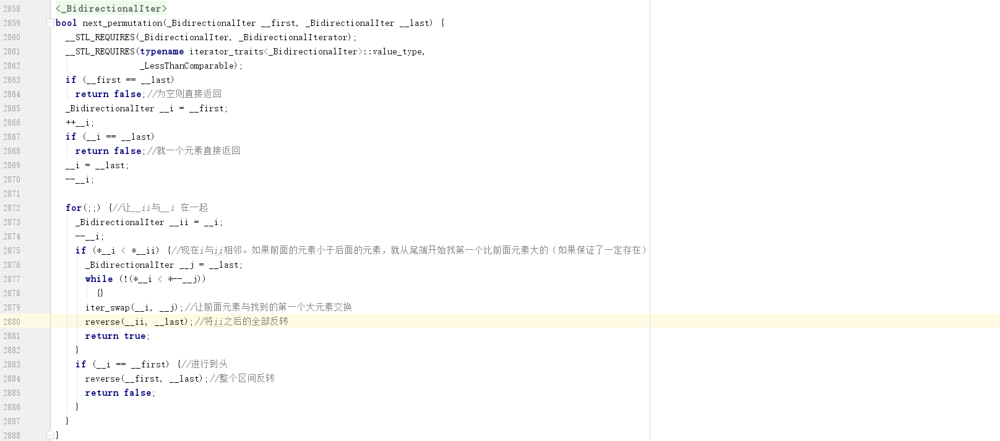 2858 <_BidirectionalIter>
2859 bool next_permutation(_BidirectionalIter __first, _BidirectionalIter __last) {
2860   __STL_REQUIRES(_BidirectionalIter, _BidirectionalIterator);
2861   __STL_REQUIRES(typename iterator_traits<_BidirectionalIter>::value_type,
2862                  _LessThanComparable);
2863   if (__first == __last)
2864     return false;//为空则直接返回
2865   _BidirectionalIter __i = __first;
2866   ++__i;
2867   if (__i == __last)
2868     return false;//就一个元素直接返回
2869   __i = __last;
2870   --__i;
2871
2872   for(;;) {//让__ii与__i 在一起
2873     _BidirectionalIter __ii = __i;
2874     --__i;
2875     if (*__i < *__ii) {//现在i与ii相邻。如果前面的元素小于后面的元素，就从尾端开始找第一个比前面元素大的（如果保证了一定存在）
2876       _BidirectionalIter __j = __last;
2877       while (!(*__i < *--__j))
2878         {}
2879       iter_swap(__i, __j);//让前面元素与找到的第一个大元素交换
2880       reverse(__ii, __last);//将ii之后的全部反转
2881       return true;
2882     }
2883     if (__i == __first) {//进行到头
2884       reverse(__first, __last);//整个区间反转
2885       return false;
2886     }
2887   }
2888 }